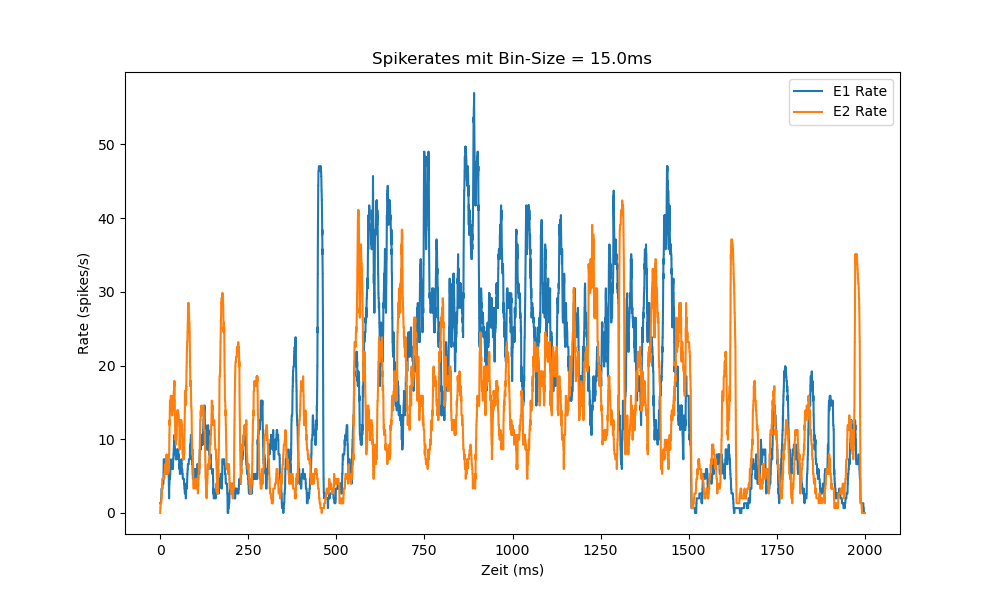 Spikerates mit Bin-Size = 15.0ms
E1 Rate
E2 Rate
50
40
30
20
10
0
Rate (spikes/s)
0 250 500 750 1000 1250 1500 1750 2000
Zeit (ms)